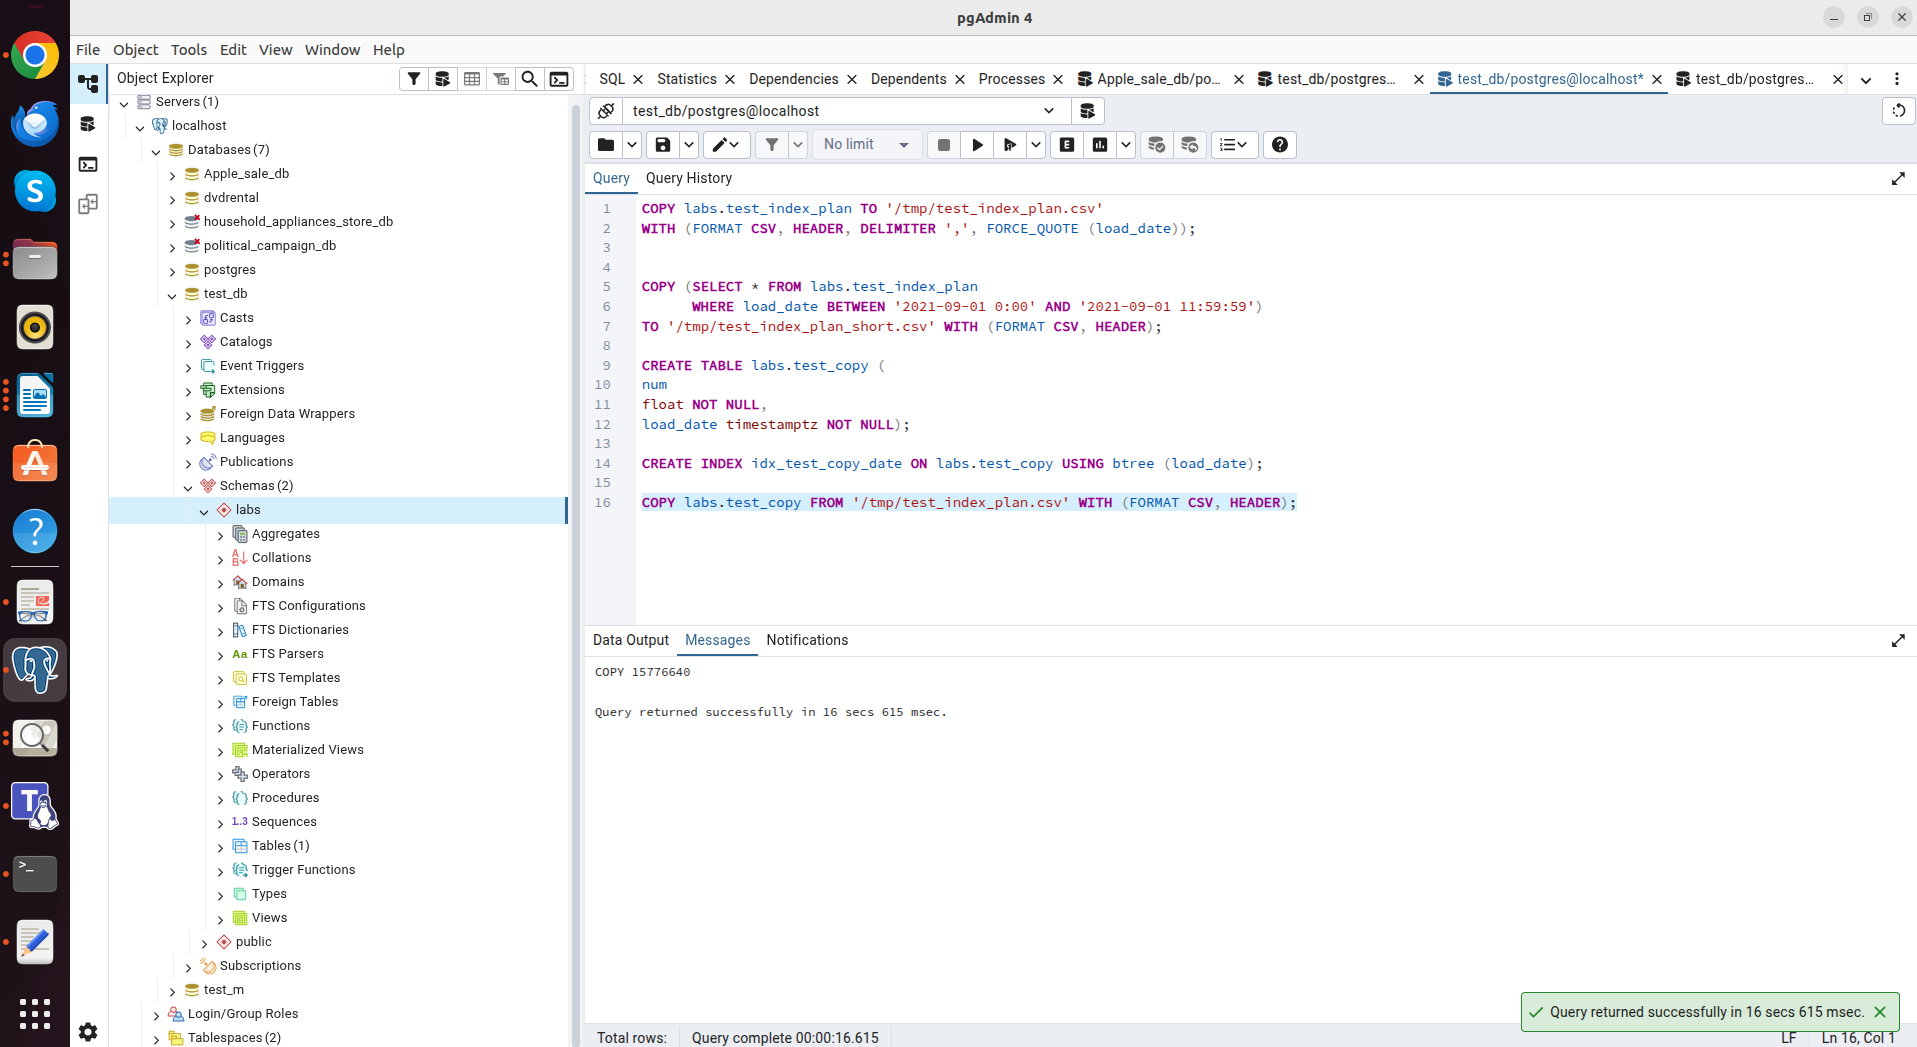 pgAdmin 4
File Object Tools Edit View Window Help
Object Explorer
SQL Statistics Dependencies Dependents Processes Apple_sale_db/po... test_db/postgres... test_db/postgres@localhost* test_db/postgres...
test_db/postgres@localhost
No limit
Query Query History
Servers (1)
localhost
Databases (7)
Apple_sale_db
dvdrental
household_appliances_store_db
political_campaign_db
postgres
test_db
Casts
Catalogs
Event Triggers
Extensions
Foreign Data Wrappers
Languages
Publications
Schemas (2)
labs
Aggregates
Collations
Domains
FTS Configurations
FTS Dictionaries
Aa FTS Parsers
FTS Templates
Foreign Tables
Functions
Materialized Views
Operators
Procedures
1..3 Sequences
Tables (1)
Trigger Functions
Types
Views
public
Subscriptions
test_m
Login/Group Roles
Tablespaces (2)
1 COPY labs.test_index_plan TO '/tmp/test_index_plan.csv'
2 WITH (FORMAT CSV, HEADER, DELIMITER ',', FORCE_QUOTE (load_date));
3
4
5 COPY (SELECT * FROM labs.test_index_plan
6 WHERE load_date BETWEEN '2021-09-01 0:00' AND '2021-09-01 11:59:59')
7 TO '/tmp/test_index_plan_short.csv' WITH (FORMAT CSV, HEADER);
8
9 CREATE TABLE labs.test_copy (
10 num
11 float NOT NULL,
12 load_date timestamptz NOT NULL);
13
14 CREATE INDEX idx_test_copy_date ON labs.test_copy USING btree (load_date);
15
16 COPY labs.test_copy FROM '/tmp/test_index_plan.csv' WITH (FORMAT CSV, HEADER);
Data Output Messages Notifications
COPY 15776640
Query returned successfully in 16 secs 615 msec.
Query returned successfully in 16 secs 615 msec.
Total rows: Query complete 00:00:16.615 LF Ln 16, Col 1